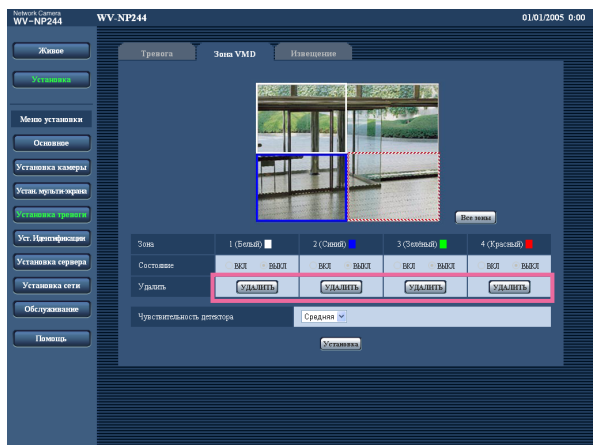 Network Camera
WV-NP244
WV-NP244
01/01/2005 0:00
Живое
Установка
Меню установки
Основное
Установка камеры
Устан. мульти-экрана
Установка тревоги
Уст. Идентификации
Установка сервера
Установка сети
Обслуживание
Помощь
Тревога
Зона VMD
Извещение
Все зоны
Зона
1 (Белый)
2 (Синий)
3 (Зелёный)
4 (Красный)
Состояние
ВКЛ ВЫКЛ
ВКЛ ВЫКЛ
ВКЛ ВЫКЛ
ВКЛ ВЫКЛ
Удалить
УДАЛИТЬ
УДАЛИТЬ
УДАЛИТЬ
УДАЛИТЬ
Чувствительность детектора
Средняя
Установка